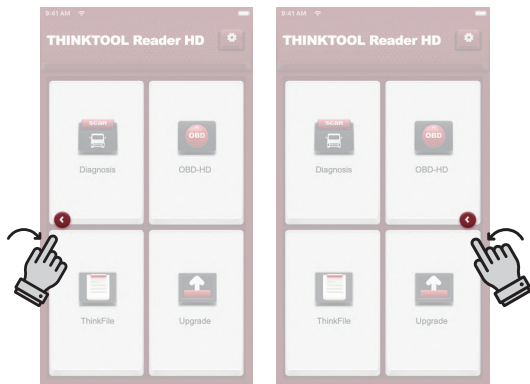 9:41 AM
THINKTOOL Reader HD
SCAN
OBD
Diagnosis
OBD-HD
ThinkFile
Upgrade
9:41 AM
THINKTOOL Reader HD
SCAN
OBD
Diagnosis
OBD-HD
ThinkFile
Upgrade